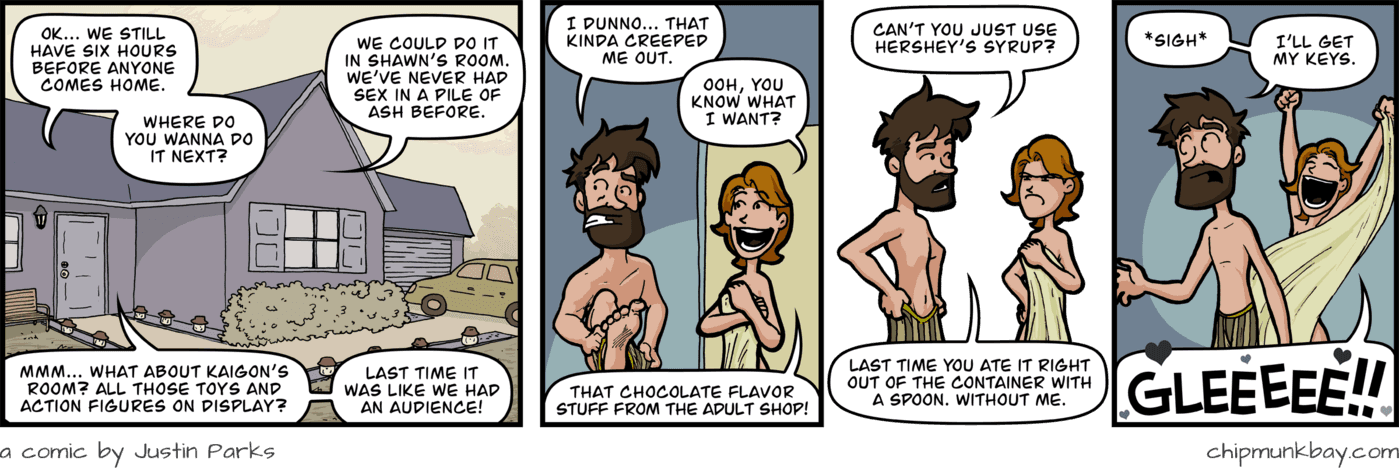 OK... WE STILL
HAVE SIX HOURS
BEFORE ANYONE
COMES HOME.
WHERE DO
YOU WANNA DO
IT NEXT?
WE COULD DO IT
IN SHAWN'S ROOM.
WE'VE NEVER HAD
SEX IN A PILE OF
ASH BEFORE.
MMM... WHAT ABOUT KAIGON'S
ROOM? ALL THOSE TOYS AND
ACTION FIGURES ON DISPLAY?
LAST TIME IT
WAS LIKE WE HAD
AN AUDIENCE!
I DUNNO... THAT
KINDA CREEPED
ME OUT.
OOH, YOU
KNOW WHAT
I WANT?
THAT CHOCOLATE FLAVOR
STUFF FROM THE ADULT SHOP!
CAN'T YOU JUST USE
HERSHEY'S SYRUP?
LAST TIME YOU ATE IT RIGHT
OUT OF THE CONTAINER WITH
A SPOON. WITHOUT ME.
*SIGH*
I'LL GET
MY KEYS.
GLEEEEE!!
a comic by Justin Parks
chipmunkbay.com